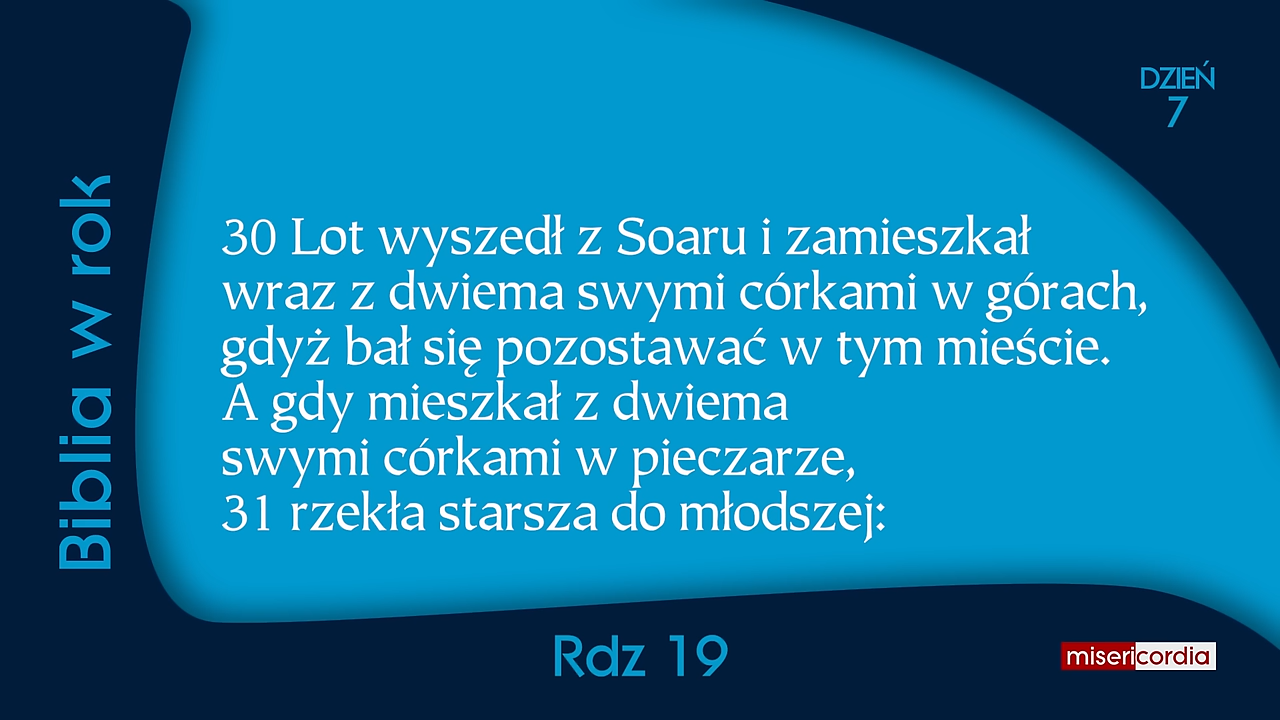 DZIEŃ
7
Biblia w rok
30 Lot wyszedł z Soaru i zamieszkał
wraz z dwiema swymi córkami w górach,
gdyż bał się pozostawać w tym mieście.
A gdy mieszkał z dwiema
swymi córkami w pieczarze,
31 rzekła starsza do młodszej:
Rdz 19
misericordia